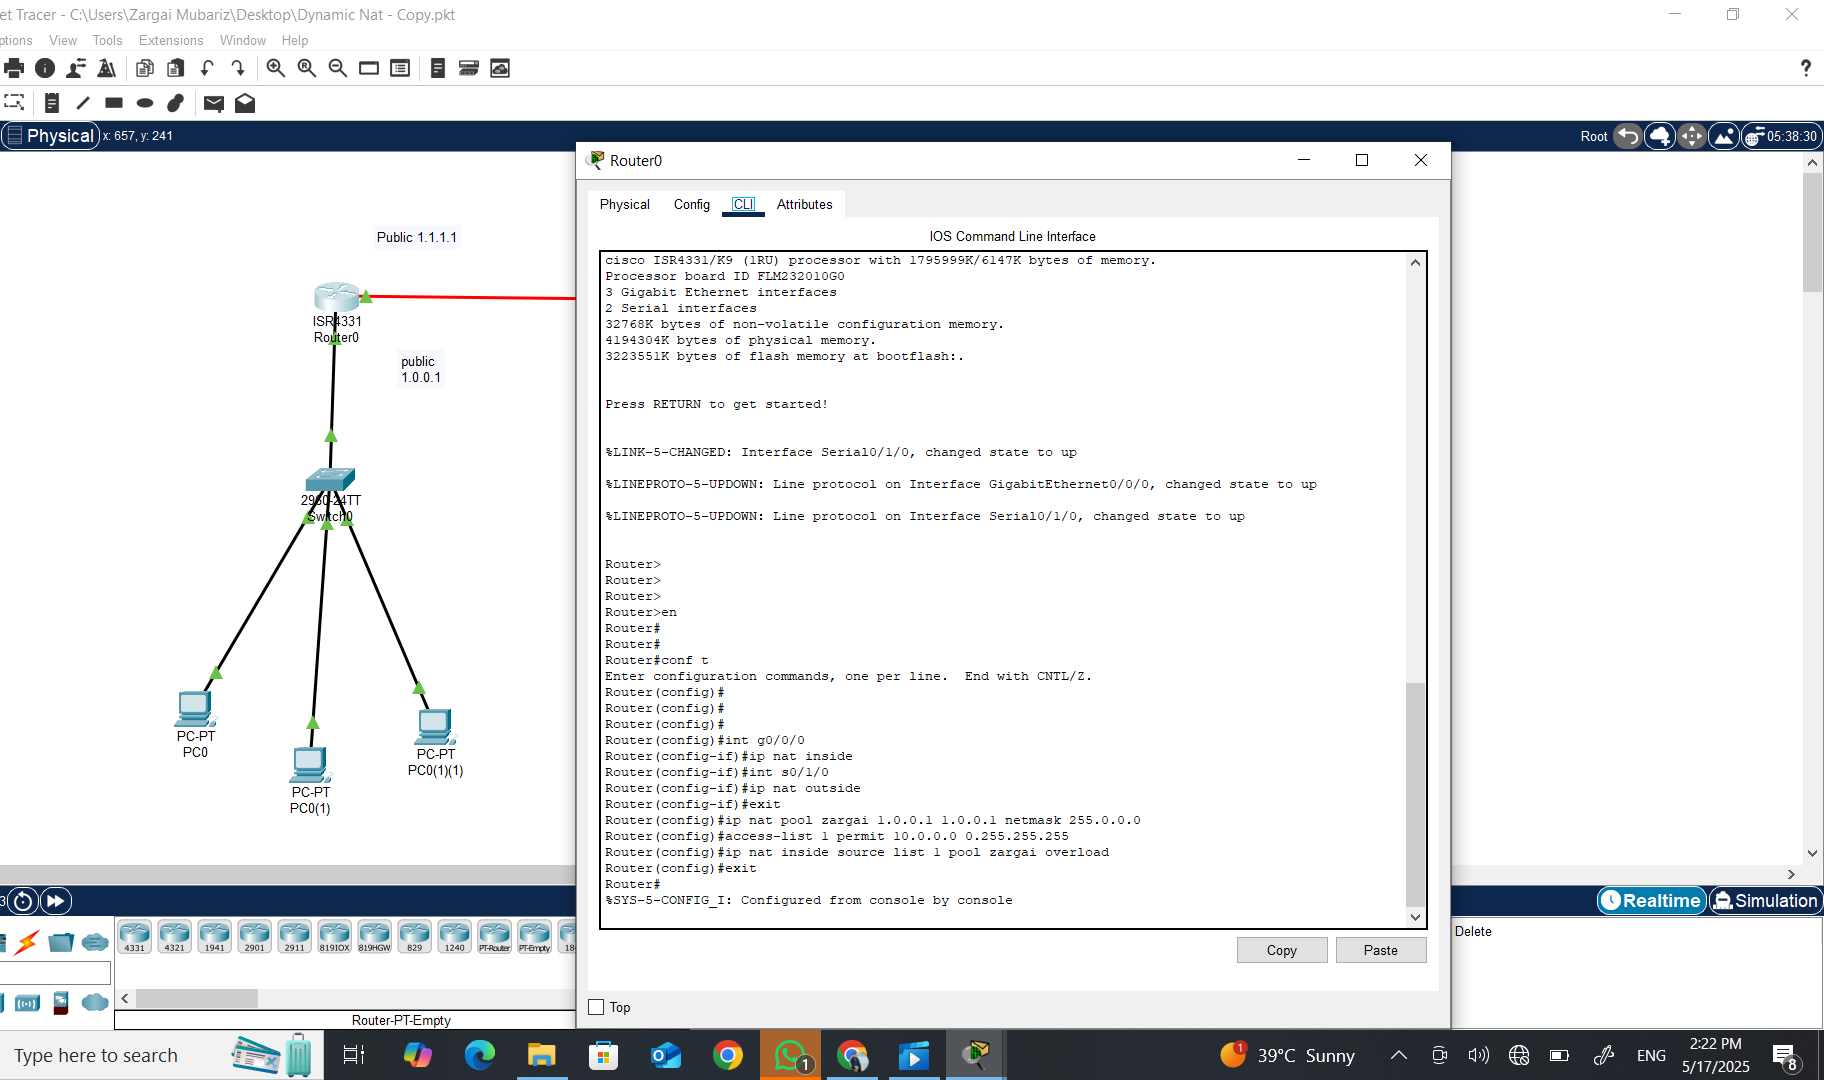 et Tracer - C:\Users\Zargai Mubariz\Desktop\Dynamic Nat - Copy.pkt
ptions View Tools Extensions Window Help
?
Physical x: 657, y: 241
Root 05:38:30
Public 1.1.1.1
ISR4331
Router0
public
1.0.0.1
2960-24TT
Switch0
PC-PT
PC0
PC-PT
PC0(1)
PC-PT
PC0(1)(1)
Router0
Physical Config CLI Attributes
IOS Command Line Interface
cisco ISR4331/K9 (1RU) processor with 1795999K/6147K bytes of memory.
Processor board ID FLM232010G0
3 Gigabit Ethernet interfaces
2 Serial interfaces
32768K bytes of non-volatile configuration memory.
4194304K bytes of physical memory.
3223551K bytes of flash memory at bootflash:.
Press RETURN to get started!
%LINK-5-CHANGED: Interface Serial0/1/0, changed state to up
%LINEPROTO-5-UPDOWN: Line protocol on Interface GigabitEthernet0/0/0, changed state to up
%LINEPROTO-5-UPDOWN: Line protocol on Interface Serial0/1/0, changed state to up
Router>
Router>
Router>
Router>en
Router#
Router#
Router#conf t
Enter configuration commands, one per line.  End with CNTL/Z.
Router(config)#
Router(config)#
Router(config)#
Router(config)#int g0/0/0
Router(config-if)#ip nat inside
Router(config-if)#int s0/1/0
Router(config-if)#ip nat outside
Router(config-if)#exit
Router(config)#ip nat pool zargai 1.0.0.1 1.0.0.1 netmask 255.0.0.0
Router(config)#access-list 1 permit 10.0.0.0 0.255.255.255
Router(config)#ip nat inside source list 1 pool zargai overload
Router(config)#exit
Router#
%SYS-5-CONFIG_I: Configured from console by console
Copy Paste
Top
Realtime Simulation
4331 4321 1941 2901 2911 819IOX 819HGW 829 1240 PT-Router PT-Empty 18
Delete
Router-PT-Empty
Type here to search
1
1
39°C Sunny
ENG
2:22 PM
5/17/2025
8